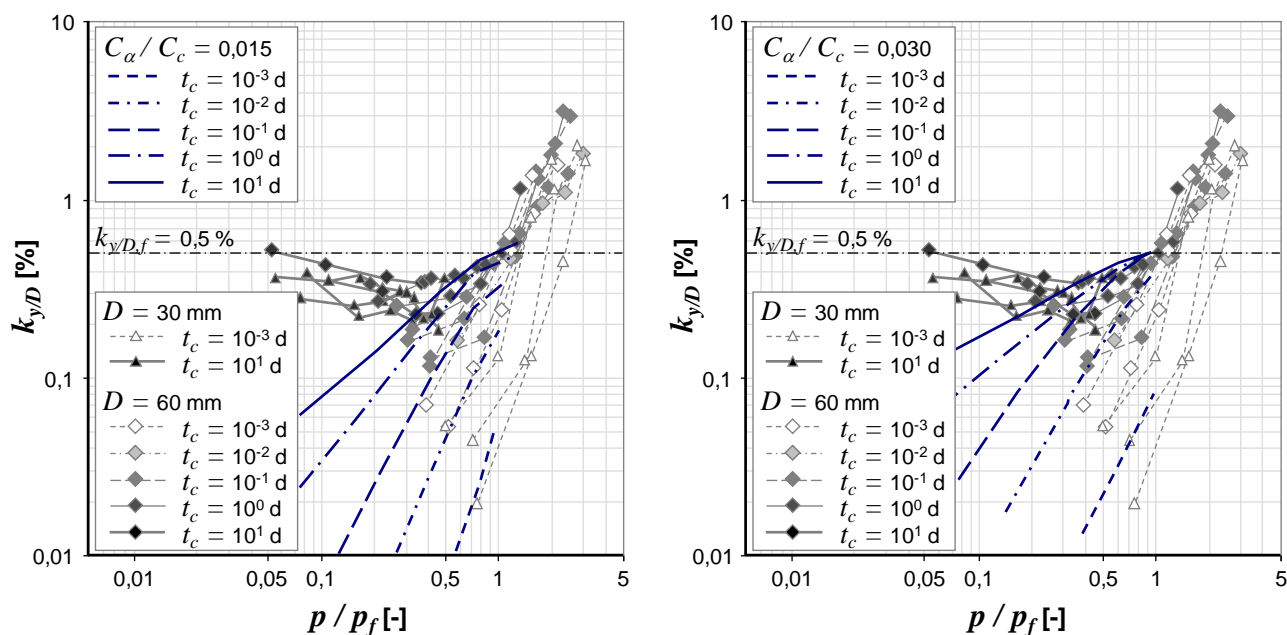 10
1
0,1
0,01
k_{y/D} [%]
C_α / C_c = 0,015
t_c = 10^{-3} d
t_c = 10^{-2} d
t_c = 10^{-1} d
t_c = 10^0 d
t_c = 10^1 d
k_{y/D,f} = 0,5 %
D = 30 mm
t_c = 10^{-3} d
t_c = 10^1 d
D = 60 mm
t_c = 10^{-3} d
t_c = 10^{-2} d
t_c = 10^{-1} d
t_c = 10^0 d
t_c = 10^1 d
0,01 0,05 0,1 0,5 1 5
p / p_f [-]
10
1
0,1
0,01
k_{y/D} [%]
C_α / C_c = 0,030
t_c = 10^{-3} d
t_c = 10^{-2} d
t_c = 10^{-1} d
t_c = 10^0 d
t_c = 10^1 d
k_{y/D,f} = 0,5 %
D = 30 mm
t_c = 10^{-3} d
t_c = 10^1 d
D = 60 mm
t_c = 10^{-3} d
t_c = 10^{-2} d
t_c = 10^{-1} d
t_c = 10^0 d
t_c = 10^1 d
0,01 0,05 0,1 0,5 1 5
p / p_f [-]